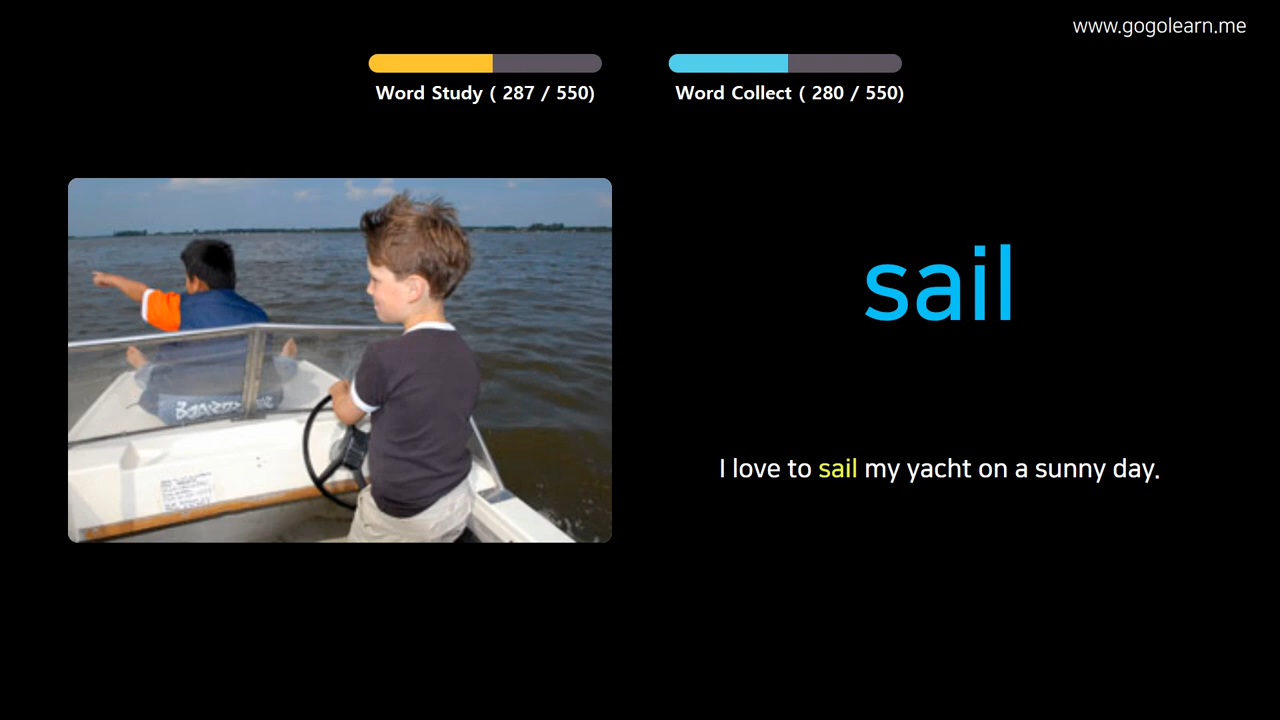 www.gogolearn.me
Word Study ( 287 / 550)
Word Collect ( 280 / 550)
sail
I love to sail my yacht on a sunny day.